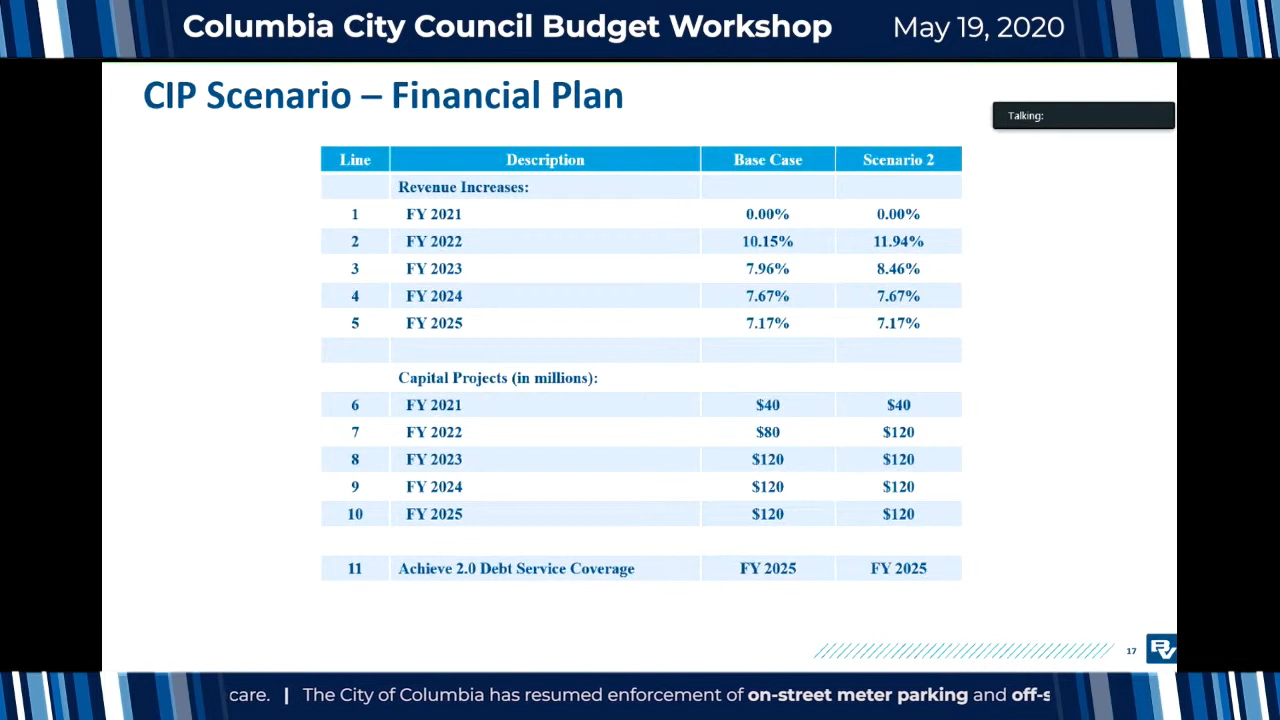 Columbia City Council Budget Workshop May 19, 2020
CIP Scenario – Financial Plan
Talking:
Line Description Base Case Scenario 2
Revenue Increases:
1 FY 2021 0.00% 0.00%
2 FY 2022 10.15% 11.94%
3 FY 2023 7.96% 8.46%
4 FY 2024 7.67% 7.67%
5 FY 2025 7.17% 7.17%
Capital Projects (in millions):
6 FY 2021 $40 $40
7 FY 2022 $80 $120
8 FY 2023 $120 $120
9 FY 2024 $120 $120
10 FY 2025 $120 $120
11 Achieve 2.0 Debt Service Coverage FY 2025 FY 2025
17 BV
care. | The City of Columbia has resumed enforcement of on-street meter parking and off-s